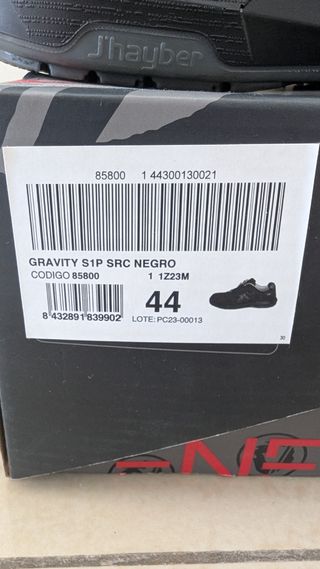 J'hayber
85800 1 44300130021
GRAVITY S1P SRC NEGRO
CODIGO 85800 1 1Z23M
44
8 432891 839902
LOTE: PC23-00013
30